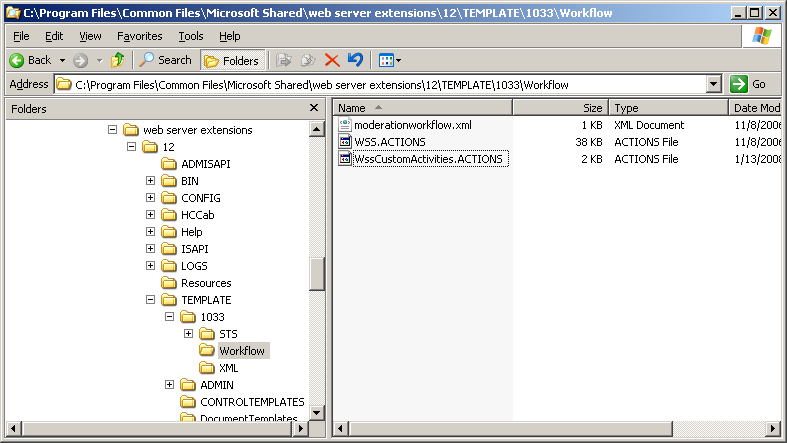 C:\Program Files\Common Files\Microsoft Shared\web server extensions\12\TEMPLATE\1033\Workflow
File Edit View Favorites Tools Help
Back Search Folders
Address C:\Program Files\Common Files\Microsoft Shared\web server extensions\12\TEMPLATE\1033\Workflow Go
Folders
web server extensions
12
ADMISAPI
BIN
CONFIG
HCCab
Help
ISAPI
LOGS
Resources
TEMPLATE
1033
STS
Workflow
XML
ADMIN
CONTROLTEMPLATES
DocumentTemplates
Name Size Type Date Mod
moderationworkflow.xml 1 KB XML Document 11/8/2006
WSS.ACTIONS 38 KB ACTIONS File 11/8/2006
WssCustomActivities.ACTIONS 2 KB ACTIONS File 1/13/2008